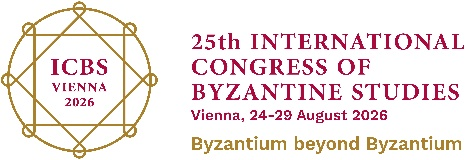 ICBS
VIENNA
2026
25th INTERNATIONAL
CONGRESS OF
BYZANTINE STUDIES
Vienna, 24-29 August 2026
Byzantium beyond Byzantium